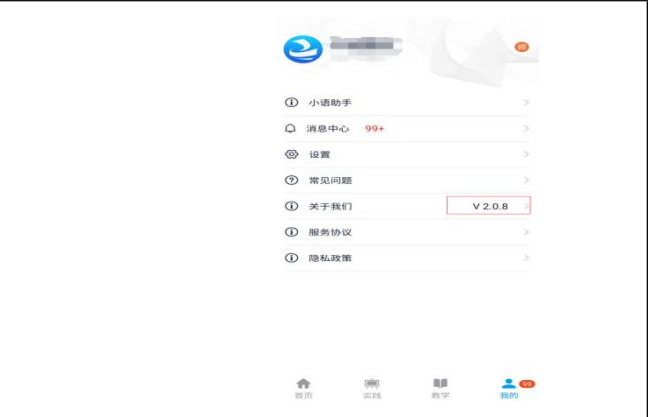 师
小语助手
消息中心 99+
设置
常见问题
关于我们 V 2.0.8
服务协议
隐私政策
99
首页 实践 教学 我的